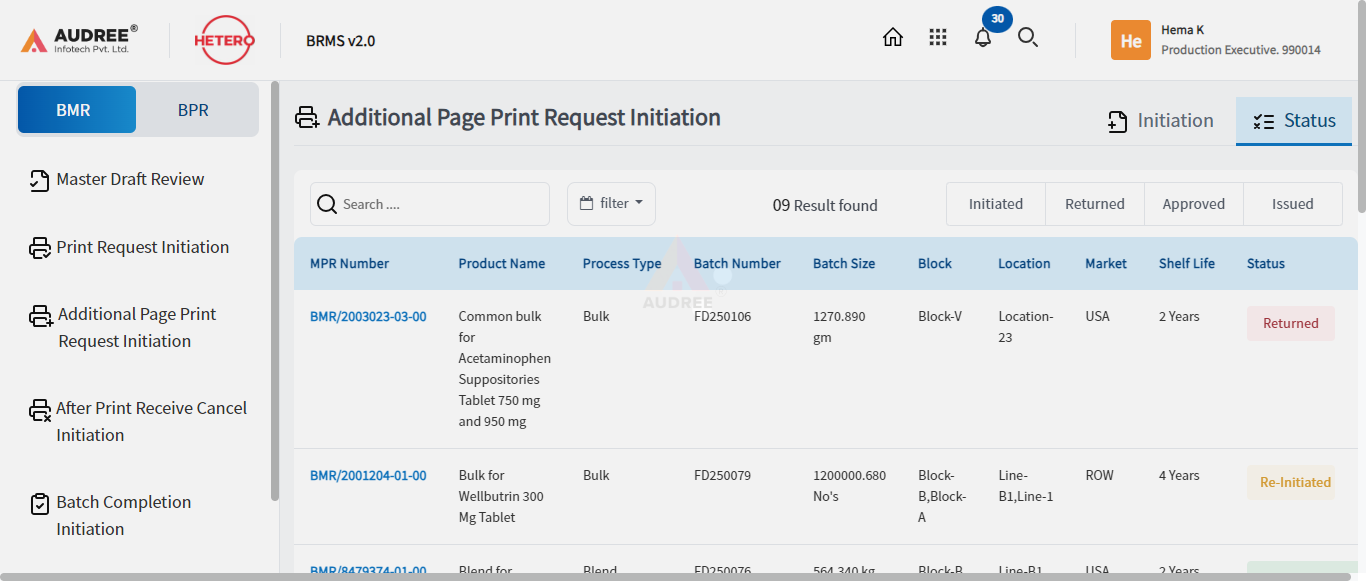 AUDREE®
Infotech Pvt. Ltd.
HETERO
BRMS v2.0
30
He
Hema K
Production Executive. 990014
BMR
BPR
Master Draft Review
Print Request Initiation
Additional Page Print
Request Initiation
After Print Receive Cancel
Initiation
Batch Completion
Initiation
Additional Page Print Request Initiation
Initiation
Status
Search ....
filter
09 Result found
Initiated
Returned
Approved
Issued
MPR Number Product Name Process Type Batch Number Batch Size Block Location Market Shelf Life Status
AUDREE®
BMR/2003023-03-00 Common bulk Bulk FD250106 1270.890 Block-V Location- USA 2 Years Returned
for gm 23
Acetaminophen
Suppositories
Tablet 750 mg
and 950 mg
BMR/2001204-01-00 Bulk for Bulk FD250079 1200000.680 Block- Line- ROW 4 Years Re-Initiated
Wellbutrin 300 No's B,Block- B1,Line-1
Mg Tablet A
BMR/8479374-01-00 Blend for Blend FD250076 564.340 kg Block-B Line-B1 USA 2 Years